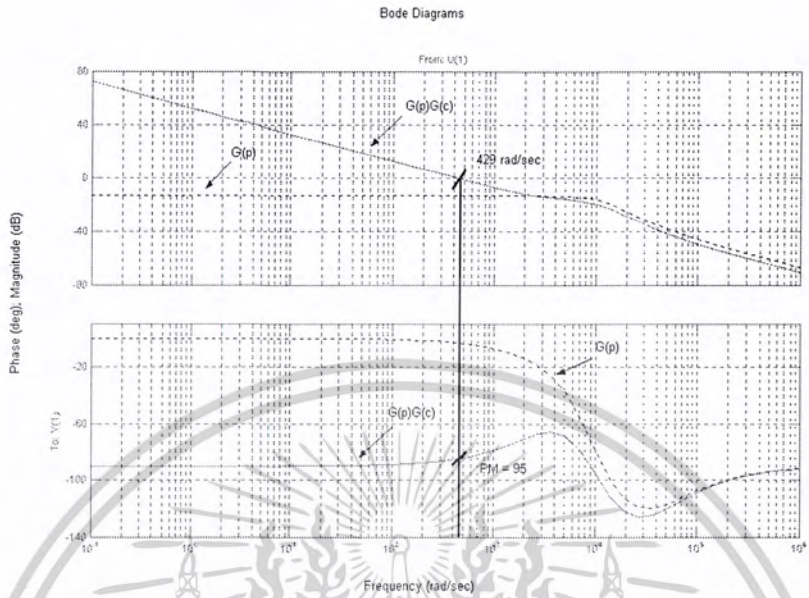 Bode Diagrams
From: U(1)
80
G(p)G(c)
40
G(p)
429 rad/sec
0
-40
-80
Phase (deg); Magnitude (dB)
-20
G(p)
To: Y(1)
-60
G(p)G(c)
PM = 95
-100
-140
Frequency (rad/sec)